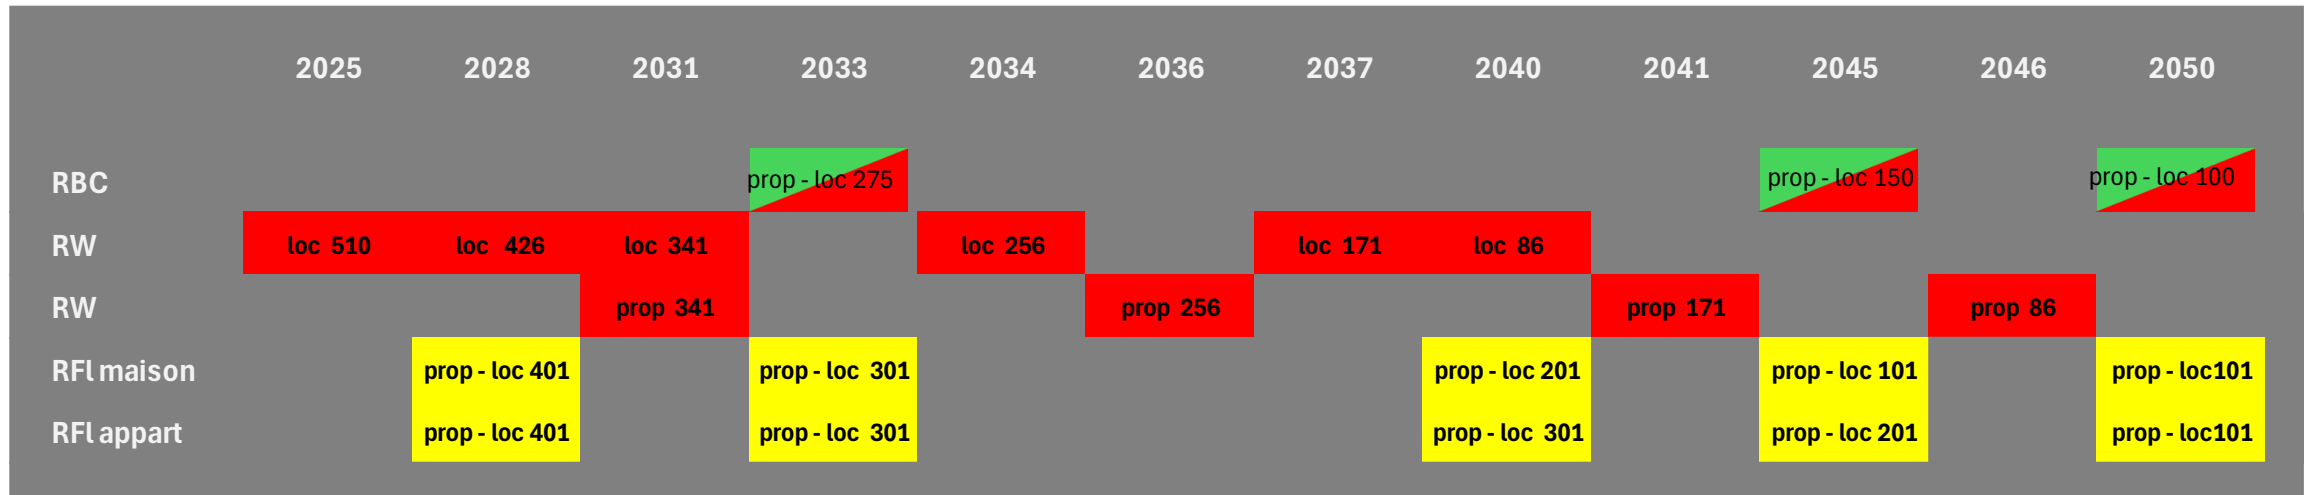 2025 2028 2031 2033 2034 2036 2037 2040 2041 2045 2046 2050
RBC prop - loc 275 prop - loc 150 prop - loc 100
RW loc 510 loc 426 loc 341 loc 256 loc 171 loc 86
RW prop 341 prop 256 prop 171 prop 86
RFl maison prop - loc 401 prop - loc 301 prop - loc 201 prop - loc 101 prop - loc101
RFl appart prop - loc 401 prop - loc 301 prop - loc 301 prop - loc 201 prop - loc101